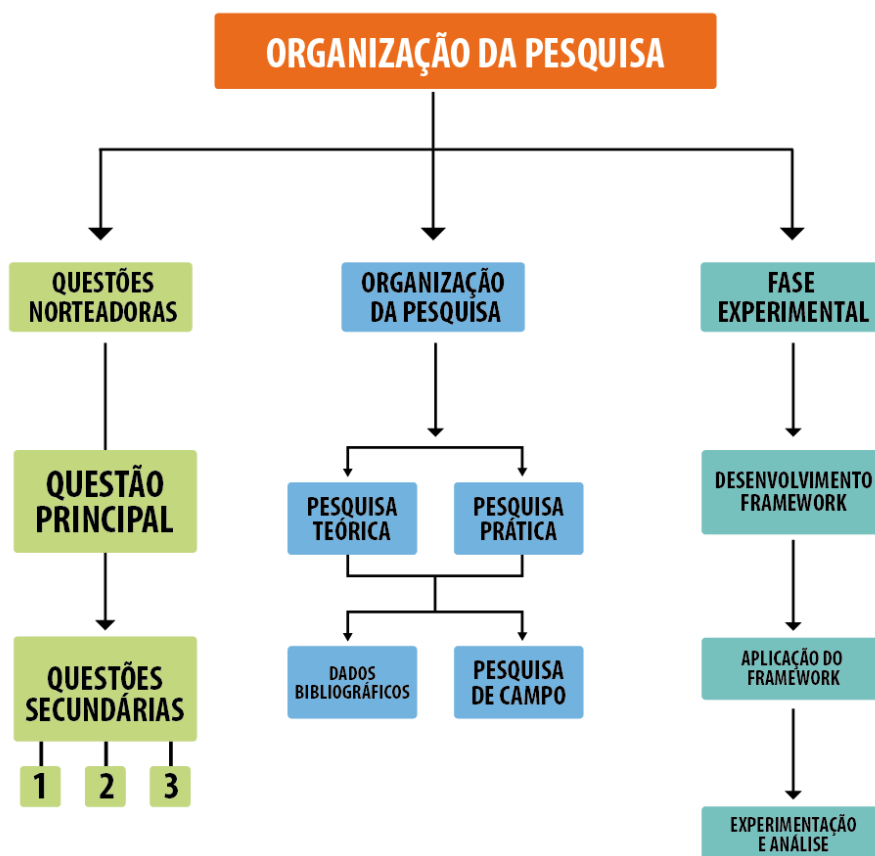 ORGANIZAÇÃO DA PESQUISA
QUESTÕES
NORTEADORAS
QUESTÃO
PRINCIPAL
QUESTÕES
SECUNDÁRIAS
1
2
3
ORGANIZAÇÃO
DA PESQUISA
PESQUISA
TEÓRICA
PESQUISA
PRÁTICA
DADOS
BIBLIOGRÁFICOS
PESQUISA
DE CAMPO
FASE
EXPERIMENTAL
DESENVOLVIMENTO
FRAMEWORK
APLICAÇÃO DO
FRAMEWORK
EXPERIMENTAÇÃO
E ANÁLISE